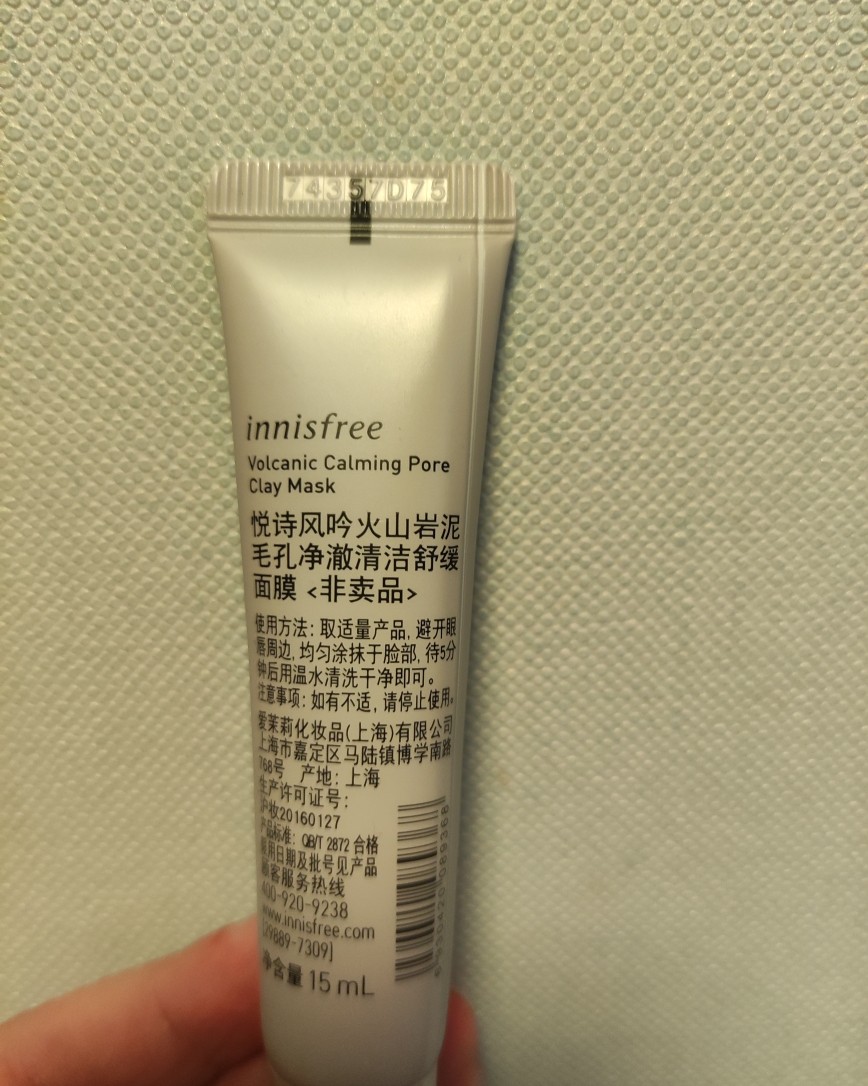 74357D75
innisfree
Volcanic Calming Pore
Clay Mask
悦诗风吟火山岩泥
毛孔净澈清洁舒缓
面膜 <非卖品>
使用方法: 取适量产品, 避开眼
唇周边, 均匀涂抹于脸部, 待5分
钟后用温水清洗干净即可。
注意事项: 如有不适, 请停止使用。
爱茉莉化妆品(上海)有限公司
上海市嘉定区马陆镇博学南路
768号 产地: 上海
生产许可证号:
沪妆20160127
产品标准: QB/T 2872 合格
限用日期及批号见产品
顾客服务热线
400-920-9238
www.innisfree.com
[29889-7309]
净含量 15 mL